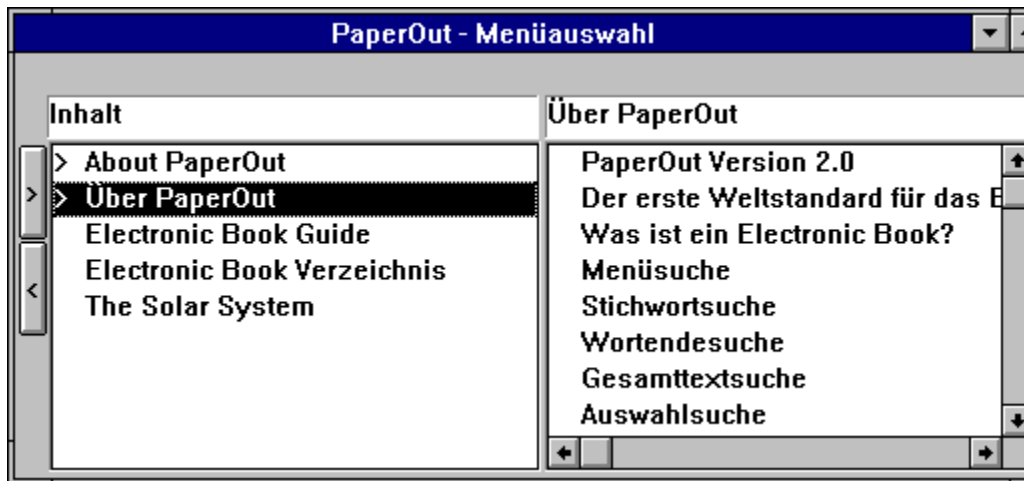 PaperOut - Menüauswahl
Inhalt
> About PaperOut
> Über PaperOut
Electronic Book Guide
Electronic Book Verzeichnis
The Solar System
>
<
Über PaperOut
PaperOut Version 2.0
Der erste Weltstandard für das
Was ist ein Electronic Book?
Menüsuche
Stichwortsuche
Wortendesuche
Gesamttextsuche
Auswahlsuche